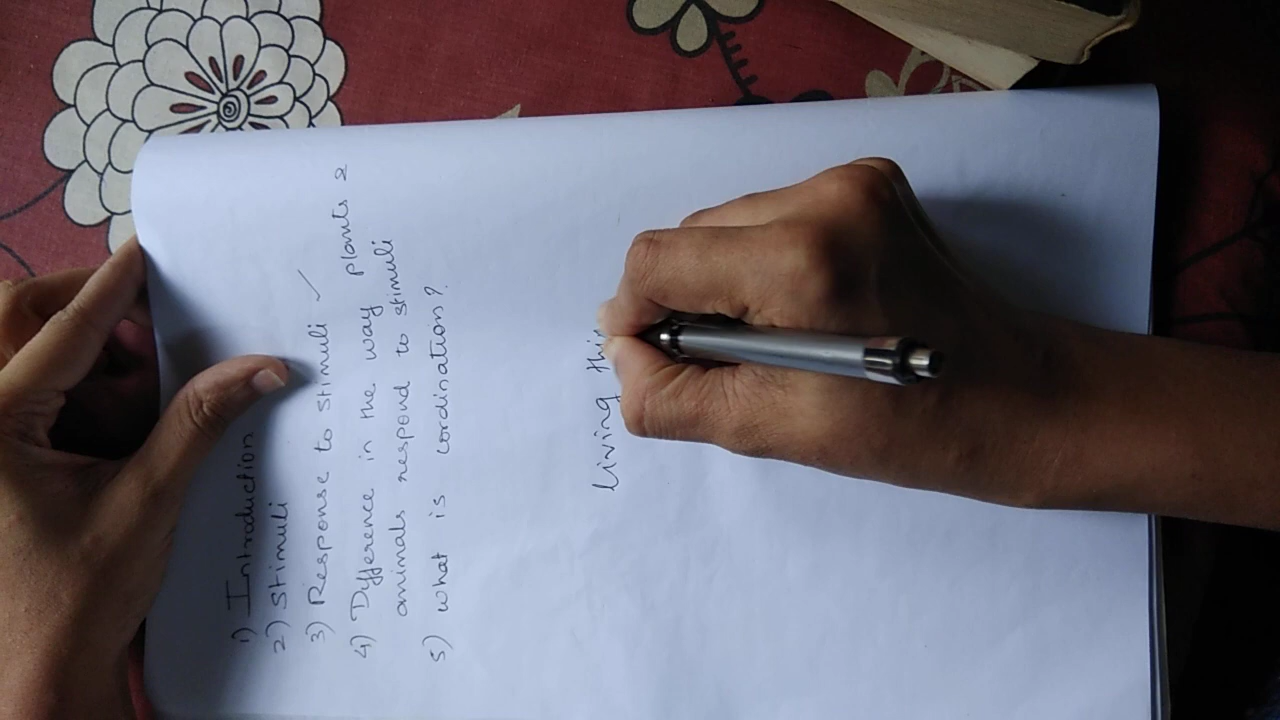 1) Introduction
2) Stimuli
3) Response to stimuli ✓
4) Difference in the way plants &
animals respond to stimuli
5) what is cordination?
living thin